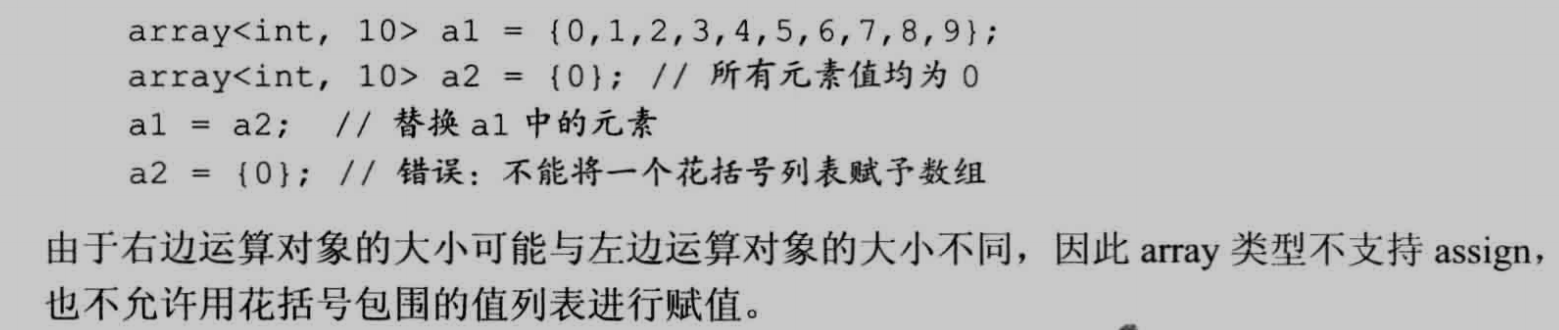 array<int, 10> a1 = {0,1,2,3,4,5,6,7,8,9};
array<int, 10> a2 = {0}; // 所有元素值均为 0
a1 = a2; // 替换 a1 中的元素
a2 = {0}; // 错误：不能将一个花括号列表赋予数组
由于右边运算对象的大小可能与左边运算对象的大小不同，因此 array 类型不支持 assign，
也不允许用花括号包围的值列表进行赋值。